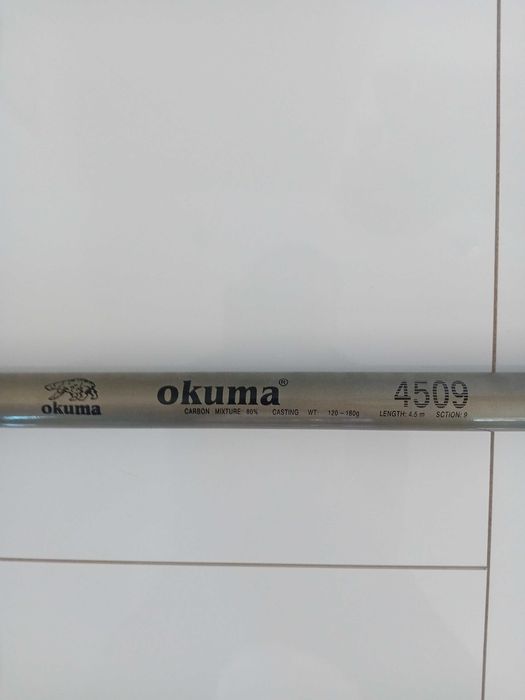 okuma
okuma®
CARBON MIXTURE 80% CASTING WT: 120-180g
4509
LENGTH: 4.5 m SCTION: 9